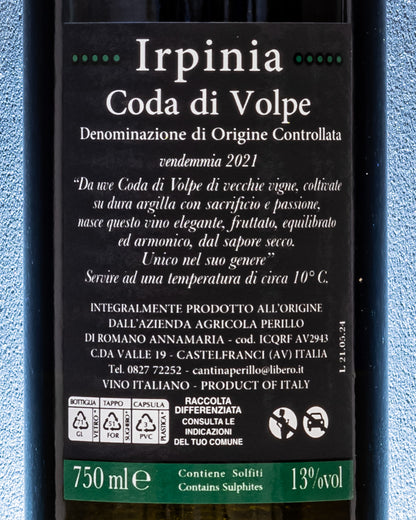 Irpinia
Coda di Volpe
Denominazione di Origine Controllata
vendemmia 2021
“Da uve Coda di Volpe di vecchie vigne, coltivate
su dura argilla con sacrificio e passione,
nasce questo vino elegante, fruttato, equilibrato
ed armonico, dal sapore secco.
Unico nel suo genere”
Servire ad una temperatura di circa 10° C.
INTEGRALMENTE PRODOTTO ALL'ORIGINE
DALL'AZIENDA AGRICOLA PERILLO
DI ROMANO ANNAMARIA - cod. ICQRF AV2943
C.DA VALLE 19 - CASTELFRANCI (AV) ITALIA
Tel. 0827 72252 - cantinaperillo@libero.it
VINO ITALIANO - PRODUCT OF ITALY
L 21.05.24
BOTTIGLIA TAPPO CAPSULA
GL VETRO* FOR SUGHERO* PVC PLASTICA*
RACCOLTA
DIFFERENZIATA
CONSULTA LE
INDICAZIONI
DEL TUO COMUNE
750 ml e
Contiene Solfiti
Contains Sulphites
13%vol